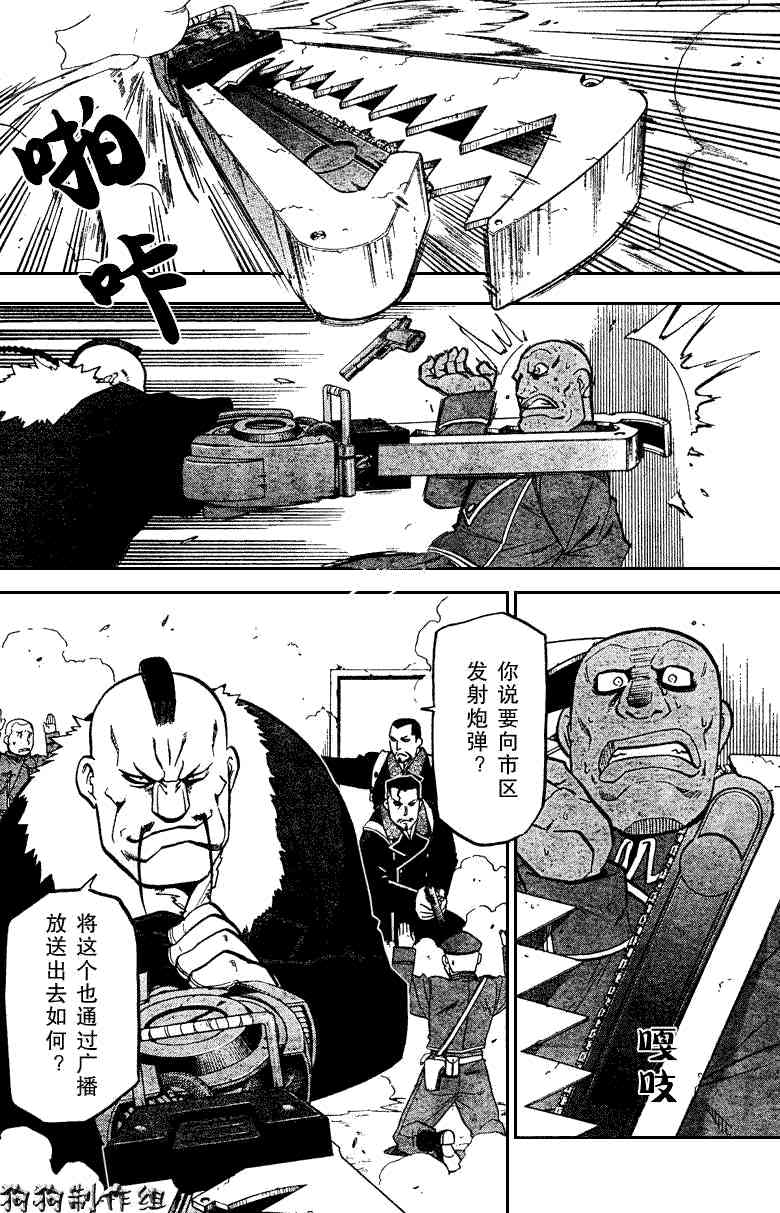 啪
咔
你说要向市区
发射炮弹？
嘎吱
将这个也通过广播
放送出去如何？
狗狗制作组